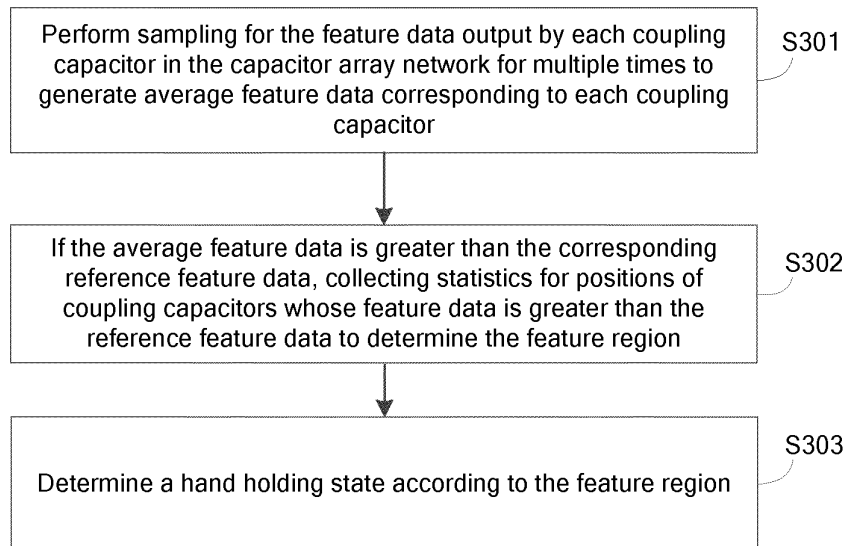 Perform sampling for the feature data output by each coupling
capacitor in the capacitor array network for multiple times to
generate average feature data corresponding to each coupling
capacitor
S301
If the average feature data is greater than the corresponding
reference feature data, collecting statistics for positions of
coupling capacitors whose feature data is greater than the
reference feature data to determine the feature region
S302
Determine a hand holding state according to the feature region
S303